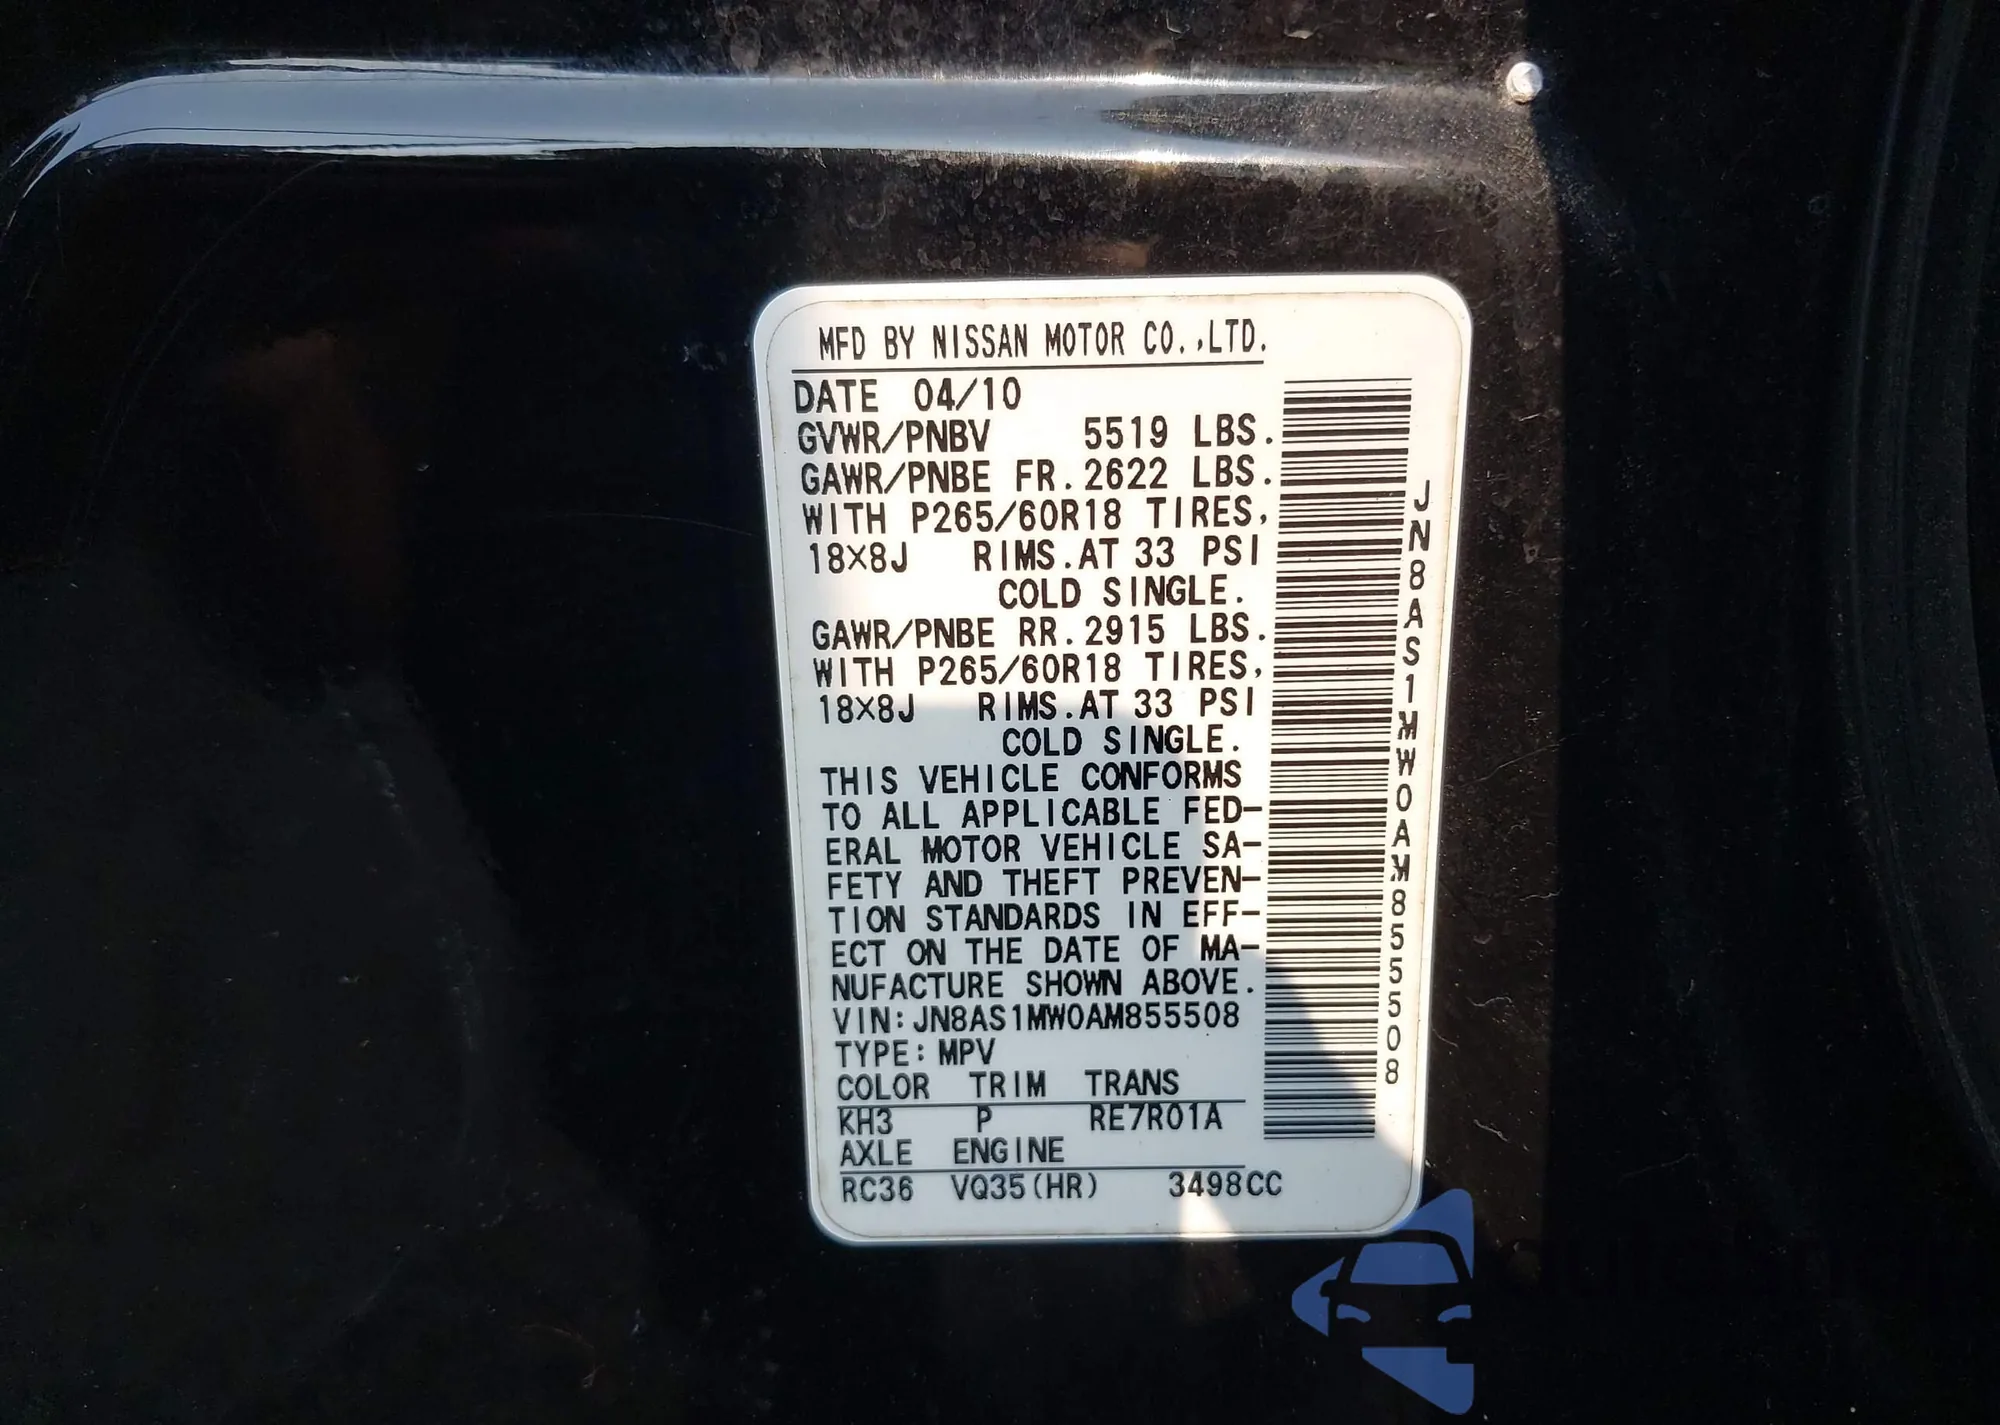 MFD BY NISSAN MOTOR CO.,LTD.
DATE 04/10
GVWR/PNBV 5519 LBS.
GAWR/PNBE FR.2622 LBS.
WITH P265/60R18 TIRES,
18×8J RIMS.AT 33 PSI
COLD SINGLE.
GAWR/PNBE RR.2915 LBS.
WITH P265/60R18 TIRES,
18×8J RIMS.AT 33 PSI
COLD SINGLE.
THIS VEHICLE CONFORMS
TO ALL APPLICABLE FED-
ERAL MOTOR VEHICLE SA-
FETY AND THEFT PREVEN-
TION STANDARDS IN EFF-
ECT ON THE DATE OF MA-
NUFACTURE SHOWN ABOVE.
VIN:JN8AS1MW0AM855508
TYPE:MPV
COLOR TRIM TRANS
KH3 P RE7R01A
AXLE ENGINE
RC36 VQ35(HR) 3498CC
JN8AS1MW0AM855508